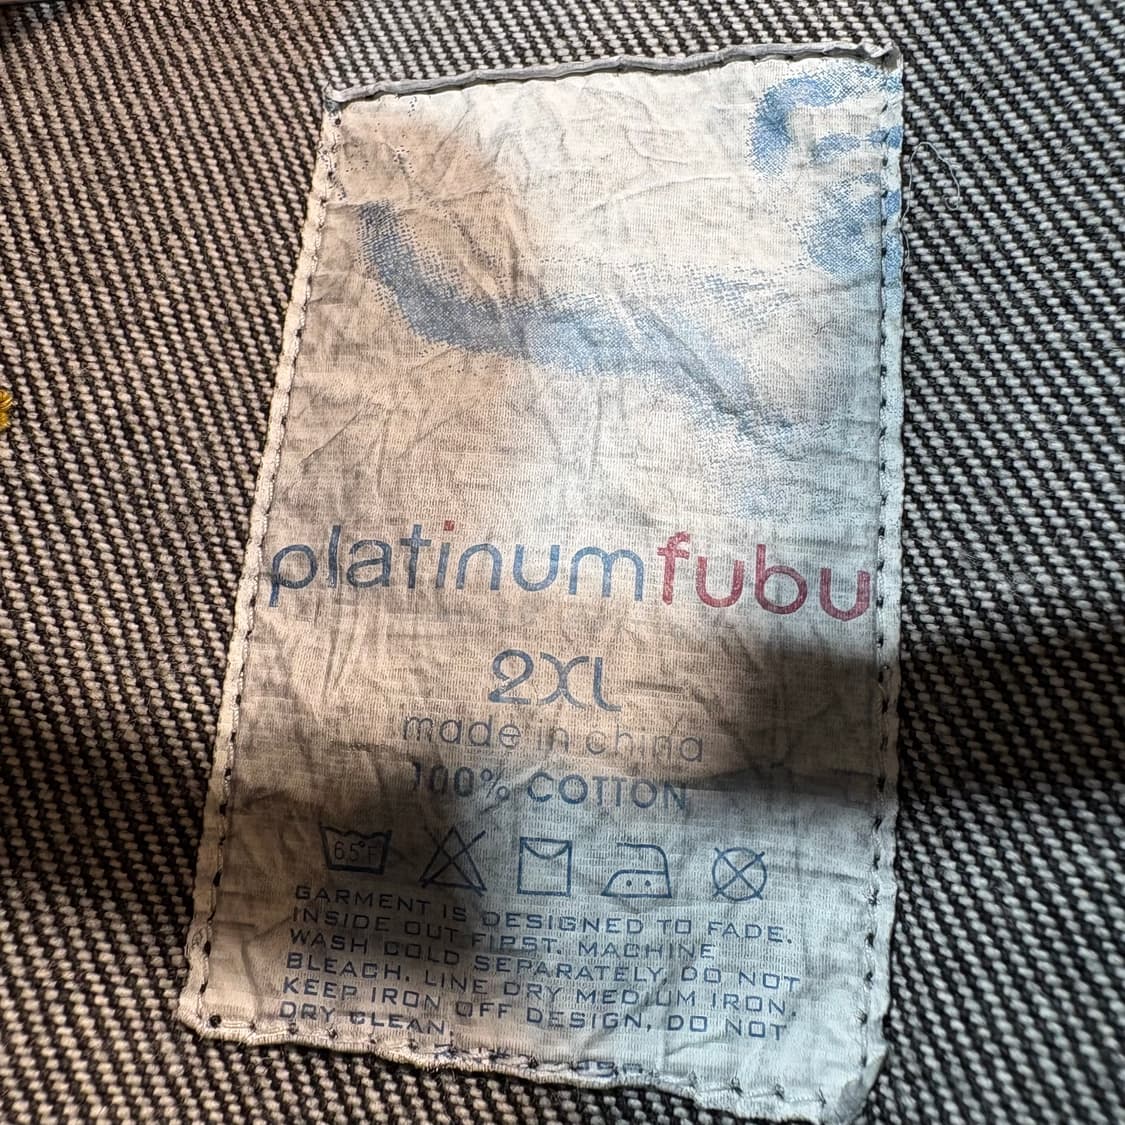 platinumfubu
2XL
made in china
100% COTTON
65°F
GARMENT IS DESIGNED TO FADE.
INSIDE OUT FIRST. MACHINE
WASH COLD SEPARATELY, DO NOT
BLEACH. LINE DRY MEDIUM IRON.
KEEP IRON OFF DESIGN, DO NOT
DRY CLEAN.